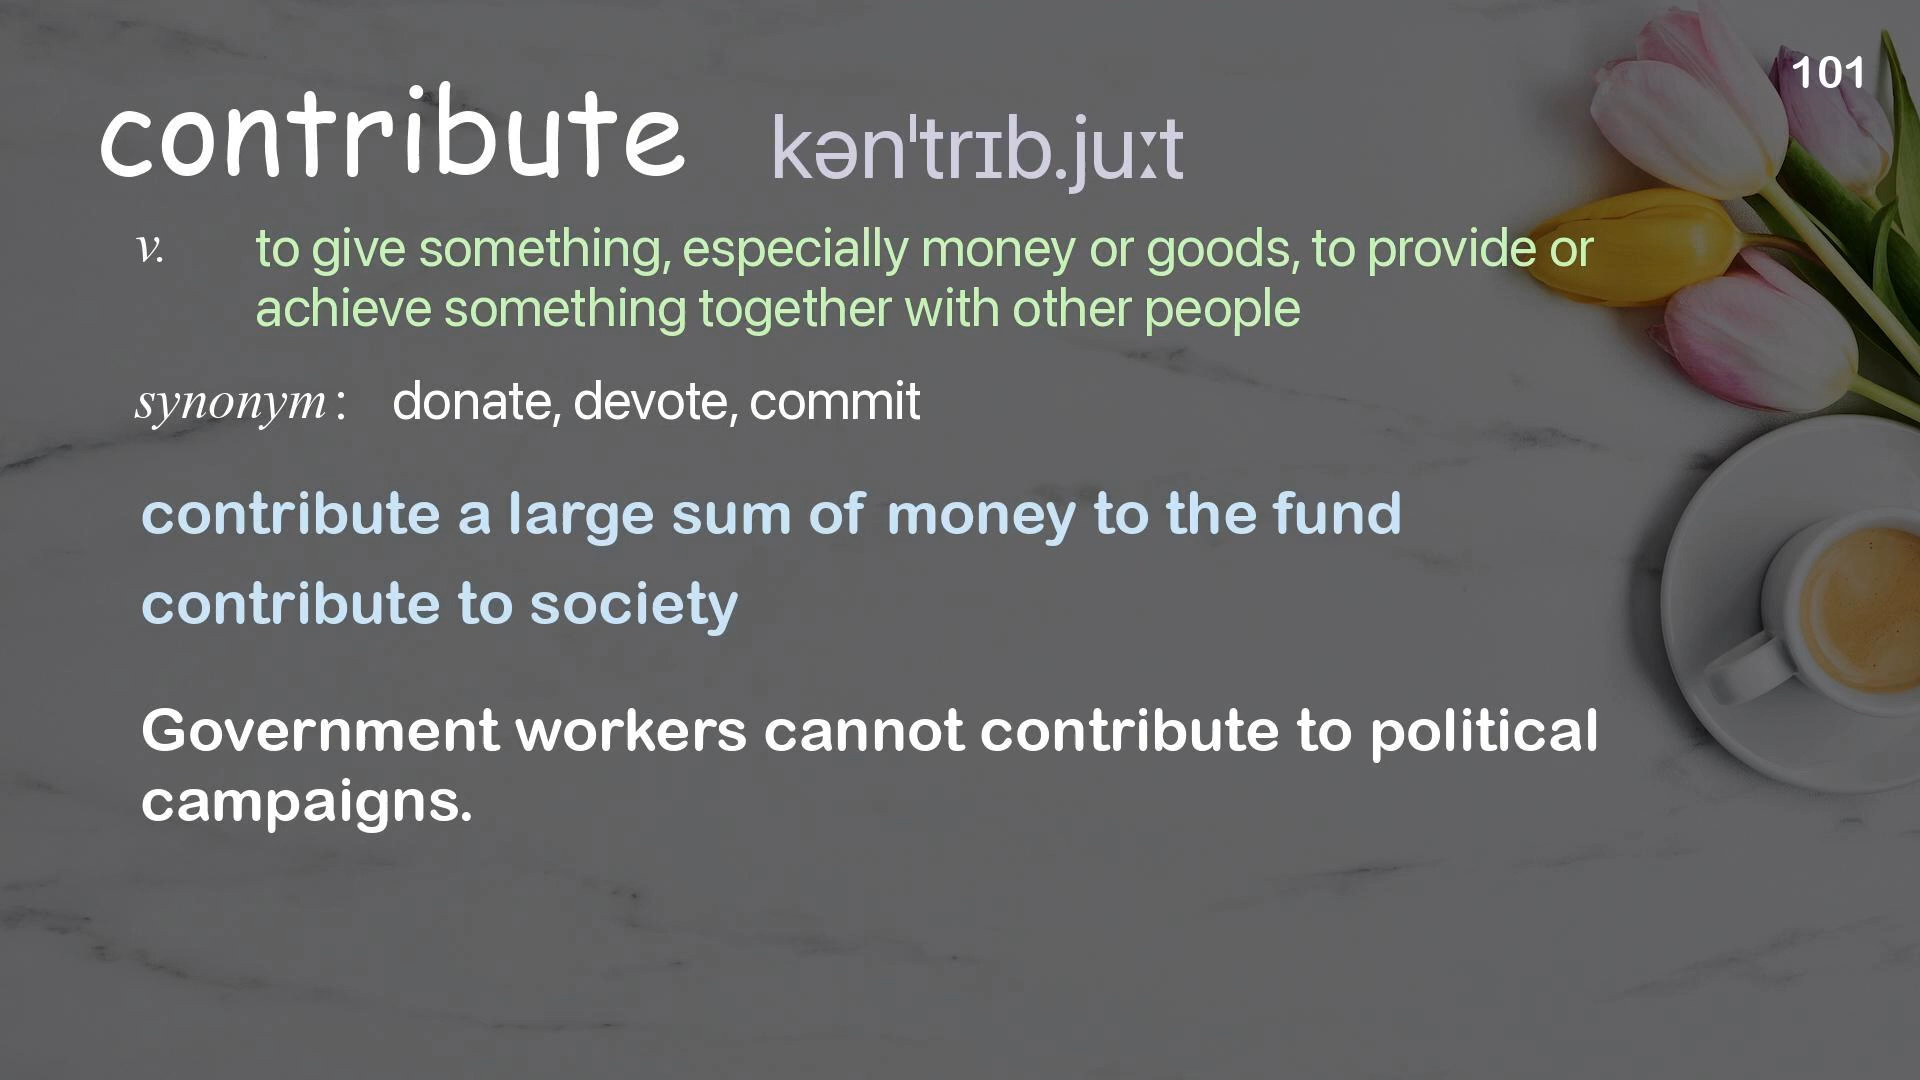 101
contribute kən'trɪb.juːt
v. to give something, especially money or goods, to provide or
achieve something together with other people
synonym : donate, devote, commit
contribute a large sum of money to the fund
contribute to society
Government workers cannot contribute to political
campaigns.